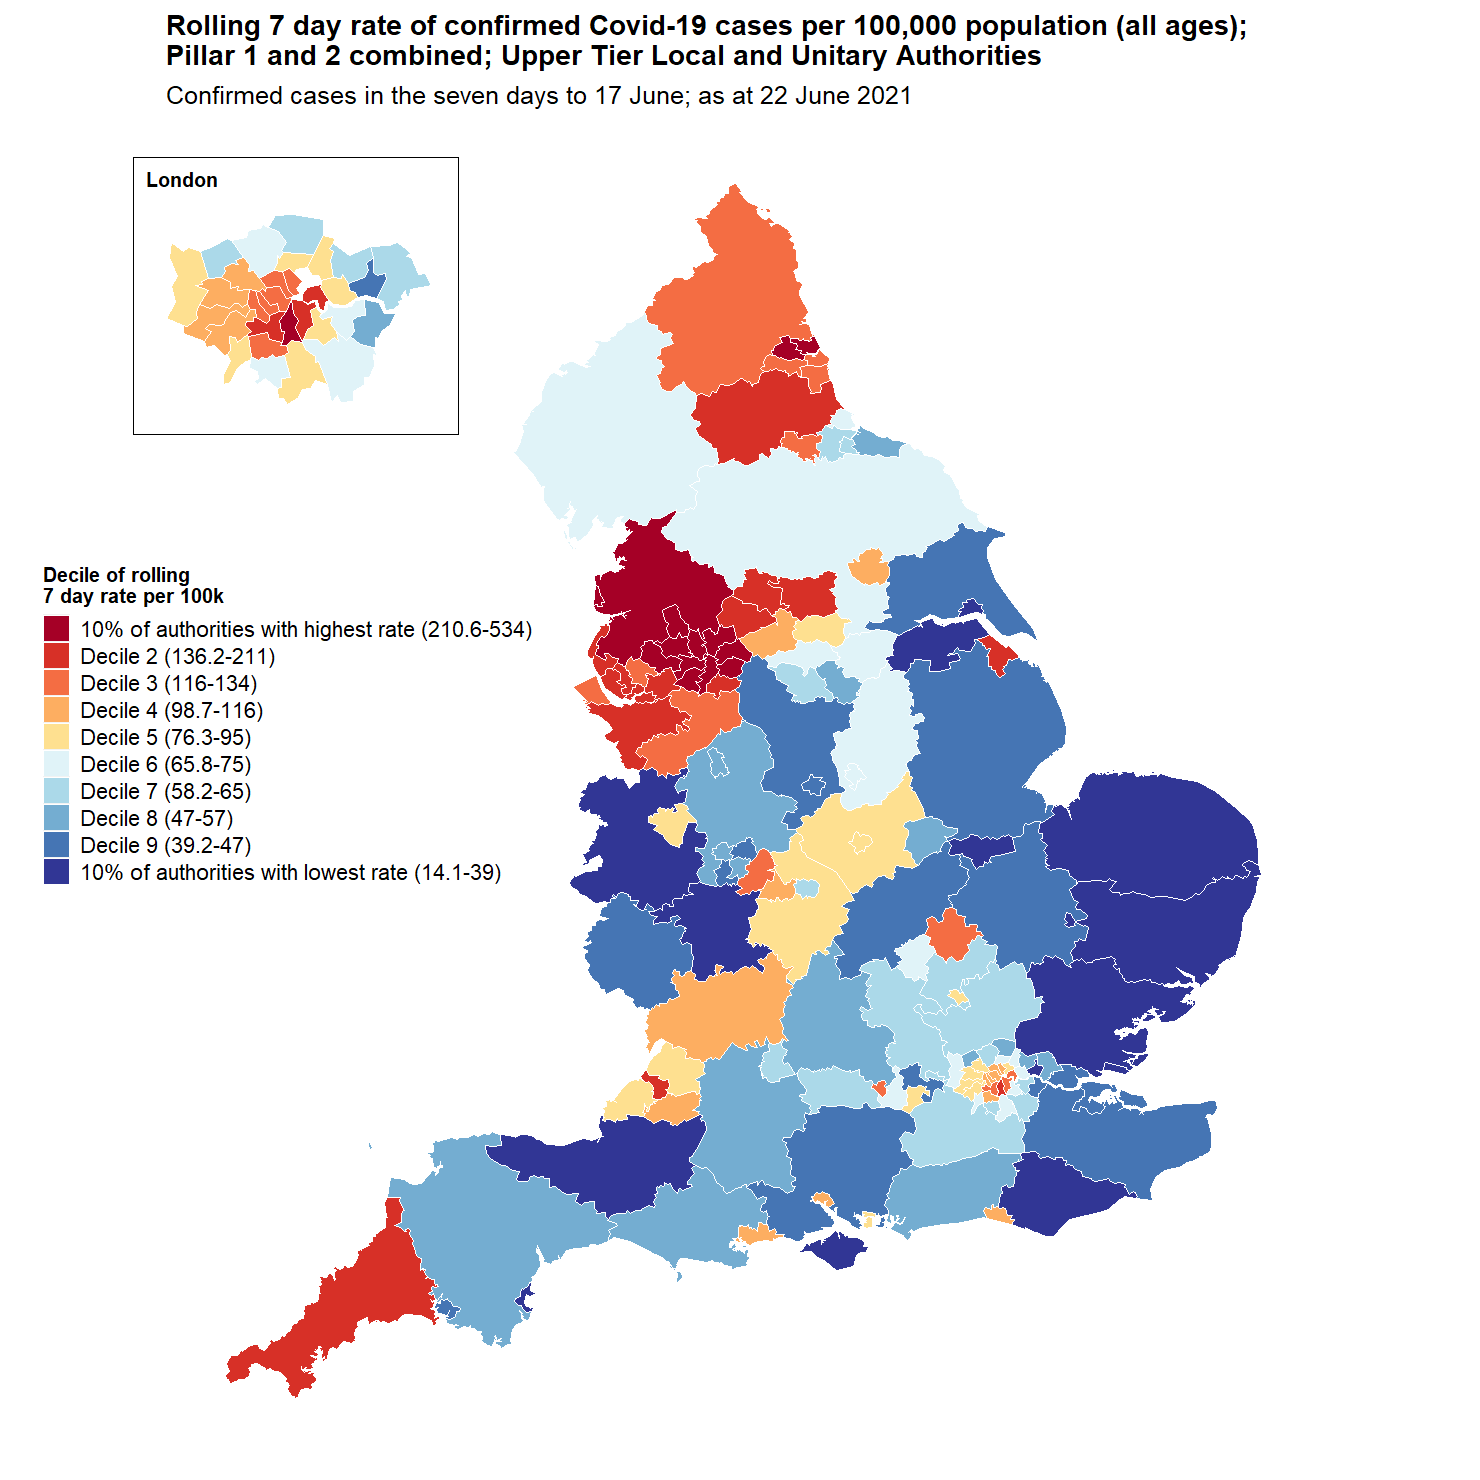 Rolling 7 day rate of confirmed Covid-19 cases per 100,000 population (all ages);
Pillar 1 and 2 combined; Upper Tier Local and Unitary Authorities
Confirmed cases in the seven days to 17 June; as at 22 June 2021
London
Decile of rolling
7 day rate per 100k
10% of authorities with highest rate (210.6-534)
Decile 2 (136.2-211)
Decile 3 (116-134)
Decile 4 (98.7-116)
Decile 5 (76.3-95)
Decile 6 (65.8-75)
Decile 7 (58.2-65)
Decile 8 (47-57)
Decile 9 (39.2-47)
10% of authorities with lowest rate (14.1-39)